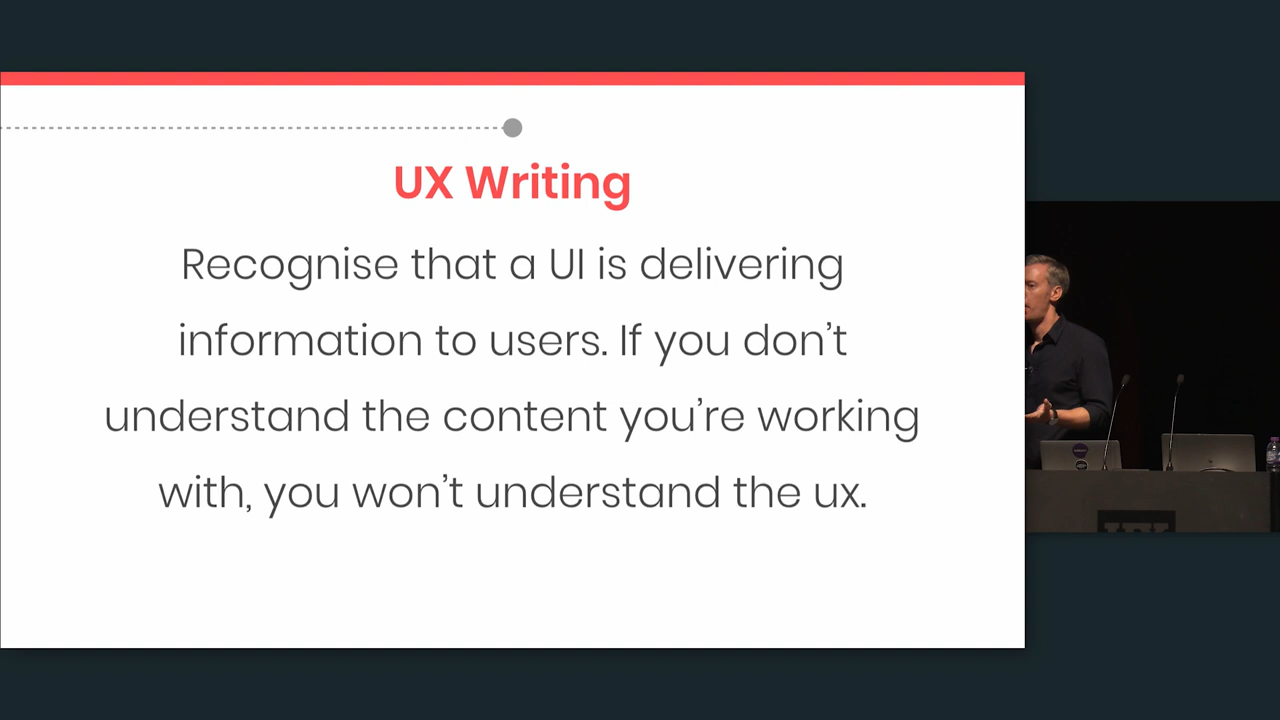 UX Writing
Recognise that a UI is delivering
information to users. If you don’t
understand the content you’re working
with, you won’t understand the ux.